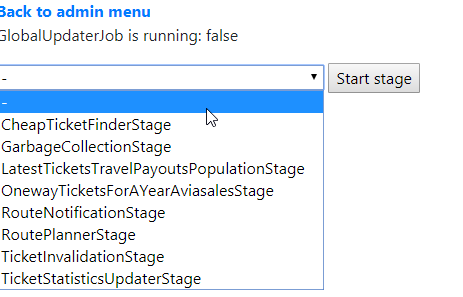 Back to admin menu
GlobalUpdaterJob is running: false
- Start stage
-
CheapTicketFinderStage
GarbageCollectionStage
LatestTicketsTravelPayoutsPopulationStage
OnewayTicketsForAYearAviasalesStage
RouteNotificationStage
RoutePlannerStage
TicketInvalidationStage
TicketStatisticsUpdaterStage